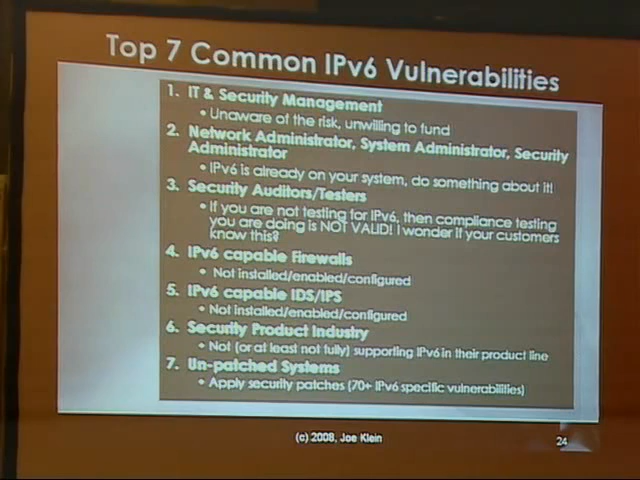 Top 7 Common IPv6 Vulnerabilities
1. IT & Security Management
• Unaware of the risk, unwilling to fund
2. Network Administrator, System Administrator, Security
Administrator
• IPv6 is already on your system, do something about it!
3. Security Auditors/Testers
• If you are not testing for IPv6, then compliance testing
you are doing is NOT VALID! I wonder if your customers
know this?
4. IPv6 capable Firewalls
• Not installed/enabled/configured
5. IPv6 capable IDS/IPS
• Not installed/enabled/configured
6. Security Product Industry
• Not (or at least not fully) supporting IPv6 in their product line
7. Un-patched Systems
• Apply security patches (70+ IPv6 specific vulnerabilities)
(c) 2008, Joe Klein
24